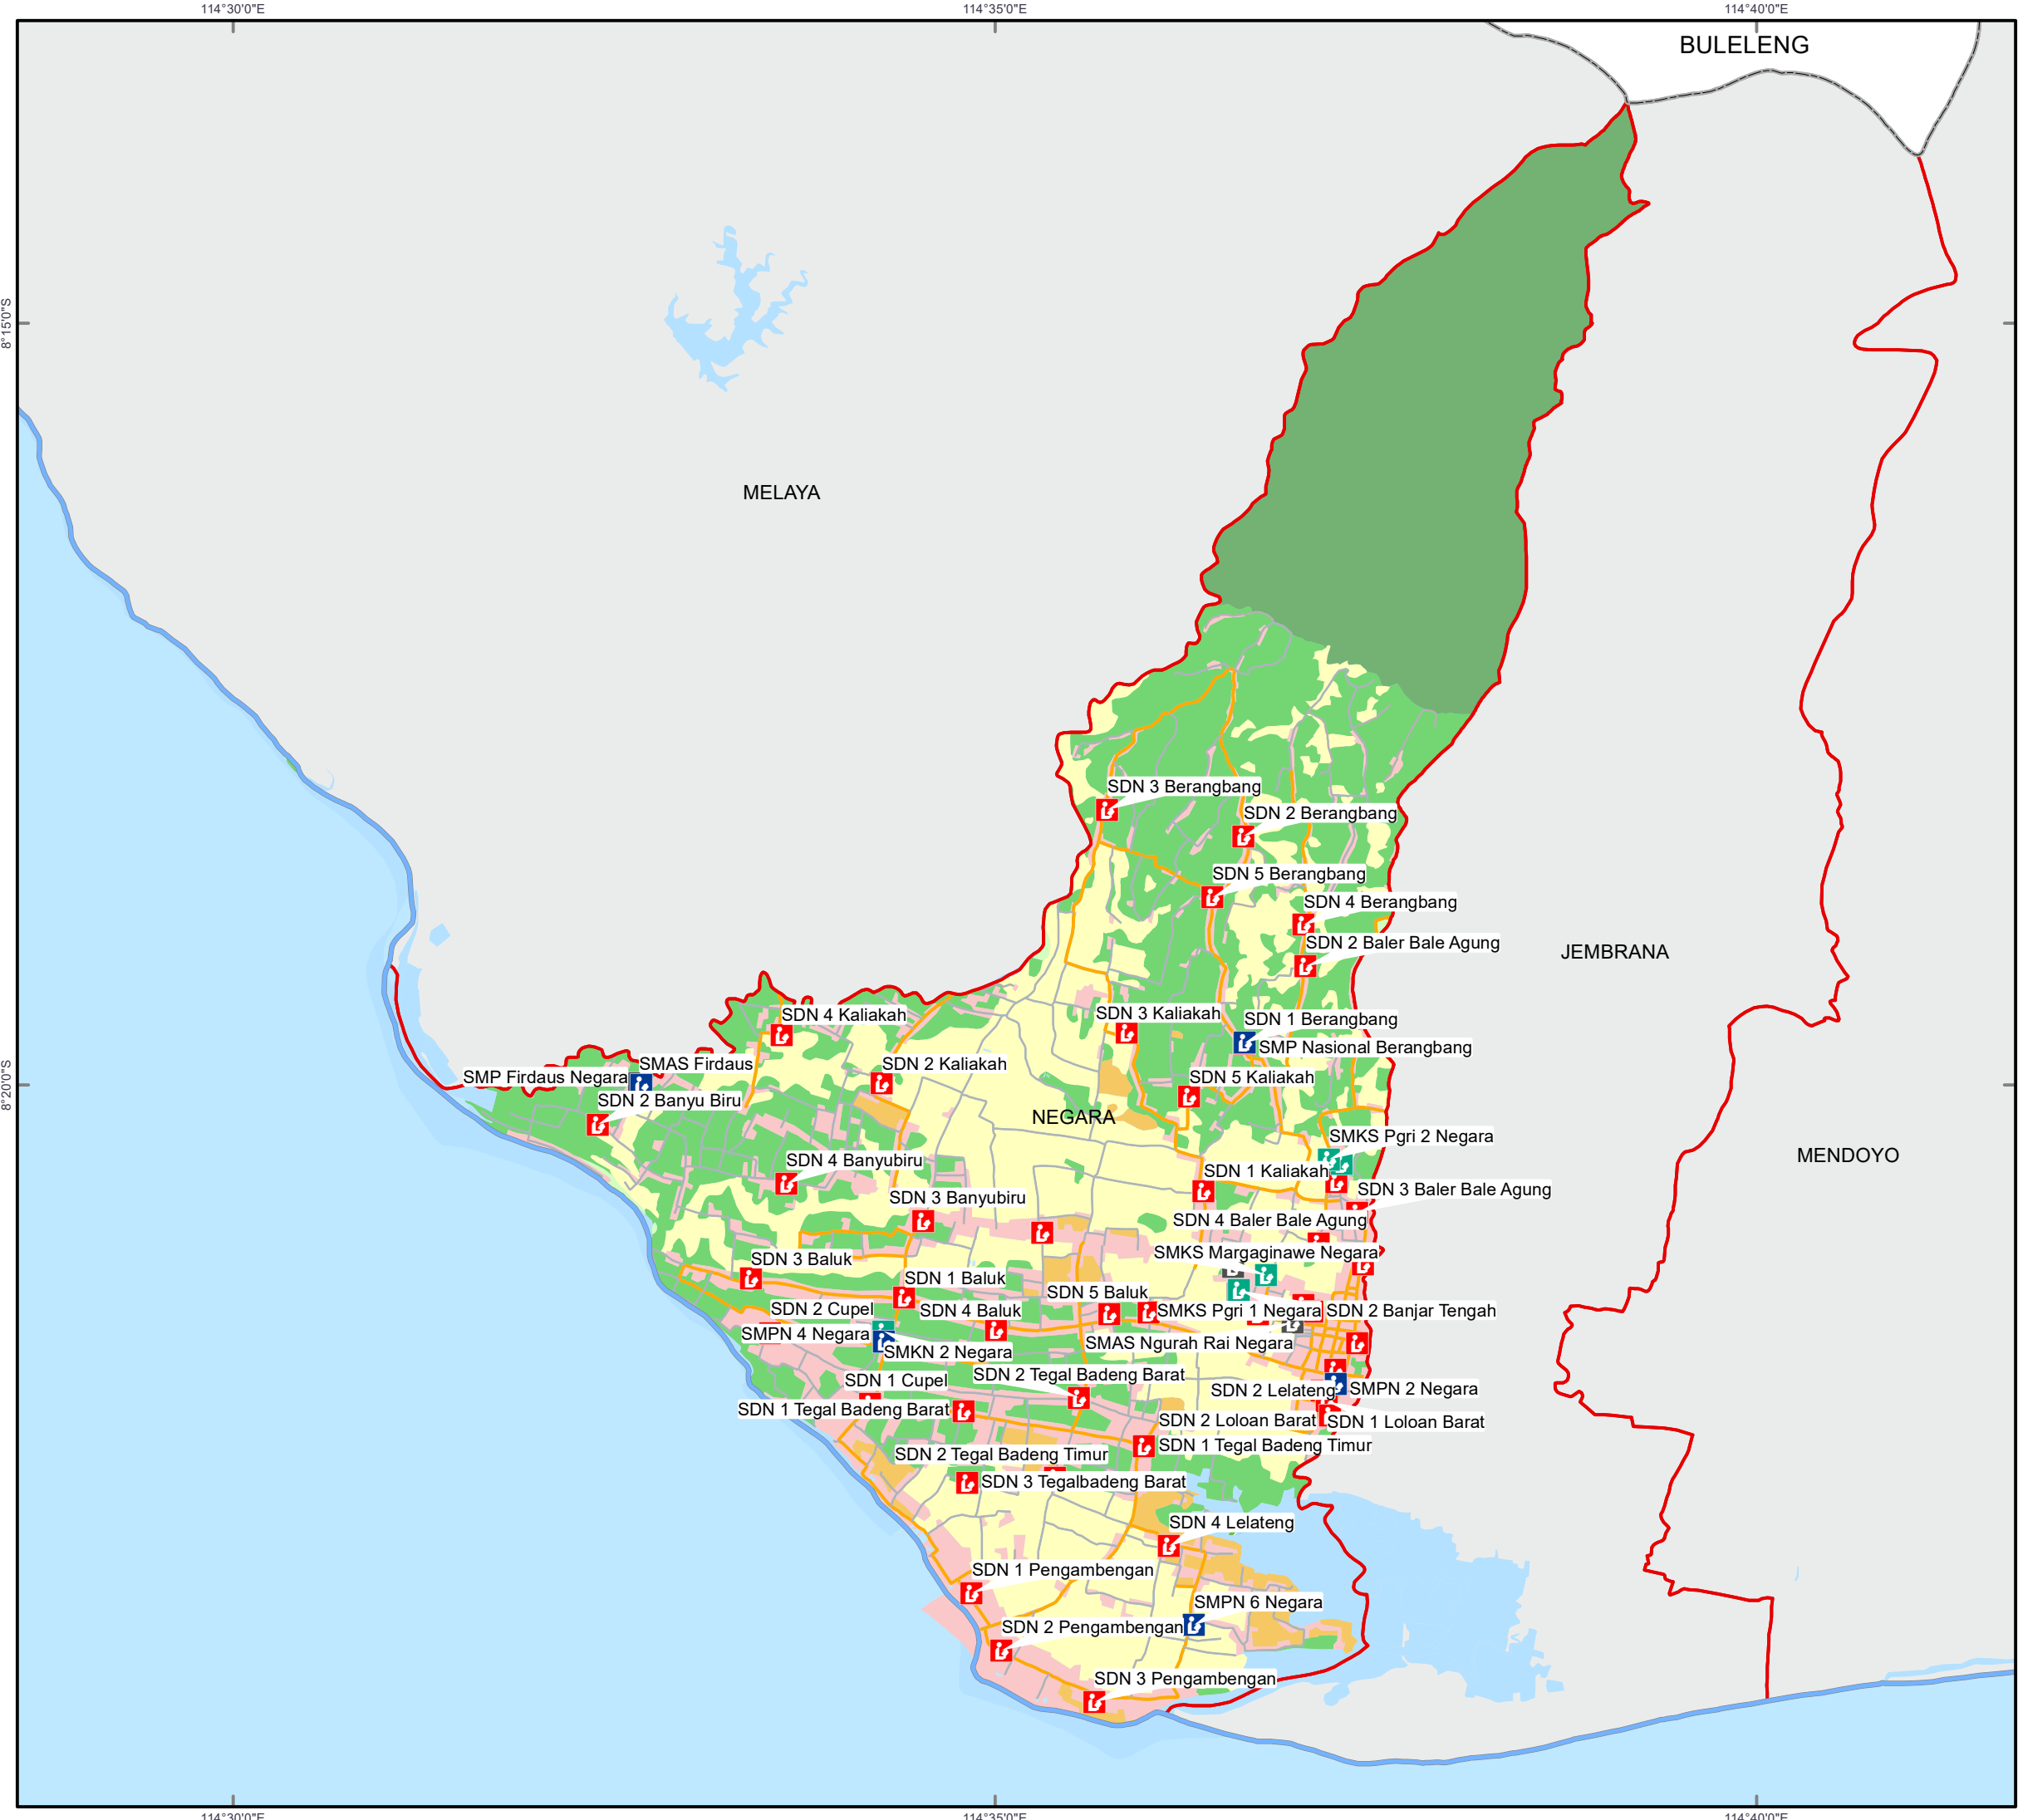 114°30'0"E
114°35'0"E
114°40'0"E
BULELENG
8°15'0"S
MELAYA
SDN 3 Berangbang
SDN 2 Berangbang
SDN 5 Berangbang
SDN 4 Berangbang
SDN 2 Baler Bale Agung
JEMBRANA
SDN 4 Kaliakah
SDN 3 Kaliakah
SDN 1 Berangbang
SMP Nasional Berangbang
SMAS Firdaus
SDN 2 Kaliakah
SMP Firdaus Negara
SDN 5 Kaliakah
8°20'0"S
SDN 2 Banyu Biru
NEGARA
SMKS Pgri 2 Negara
MENDOYO
SDN 4 Banyubiru
SDN 1 Kaliakah
SDN 3 Baler Bale Agung
SDN 3 Banyubiru
SDN 4 Baler Bale Agung
SMKS Margaginawe Negara
SDN 3 Baluk
SDN 1 Baluk
SDN 5 Baluk
SDN 2 Cupel
SDN 4 Baluk
SMKS Pgri 1 Negara
SDN 2 Banjar Tengah
SMPN 4 Negara
SMAS Ngurah Rai Negara
SMKN 2 Negara
SDN 2 Tegal Badeng Barat
SDN 1 Cupel
SDN 2 Lelateng
SMPN 2 Negara
SDN 1 Tegal Badeng Barat
SDN 2 Loloan Barat
SDN 1 Loloan Barat
SDN 1 Tegal Badeng Timur
SDN 2 Tegal Badeng Timur
SDN 3 Tegalbadeng Barat
SDN 4 Lelateng
SDN 1 Pengambengan
SMPN 6 Negara
SDN 2 Pengambengan
SDN 3 Pengambengan
114°30'0"E
114°35'0"E
114°40'0"E